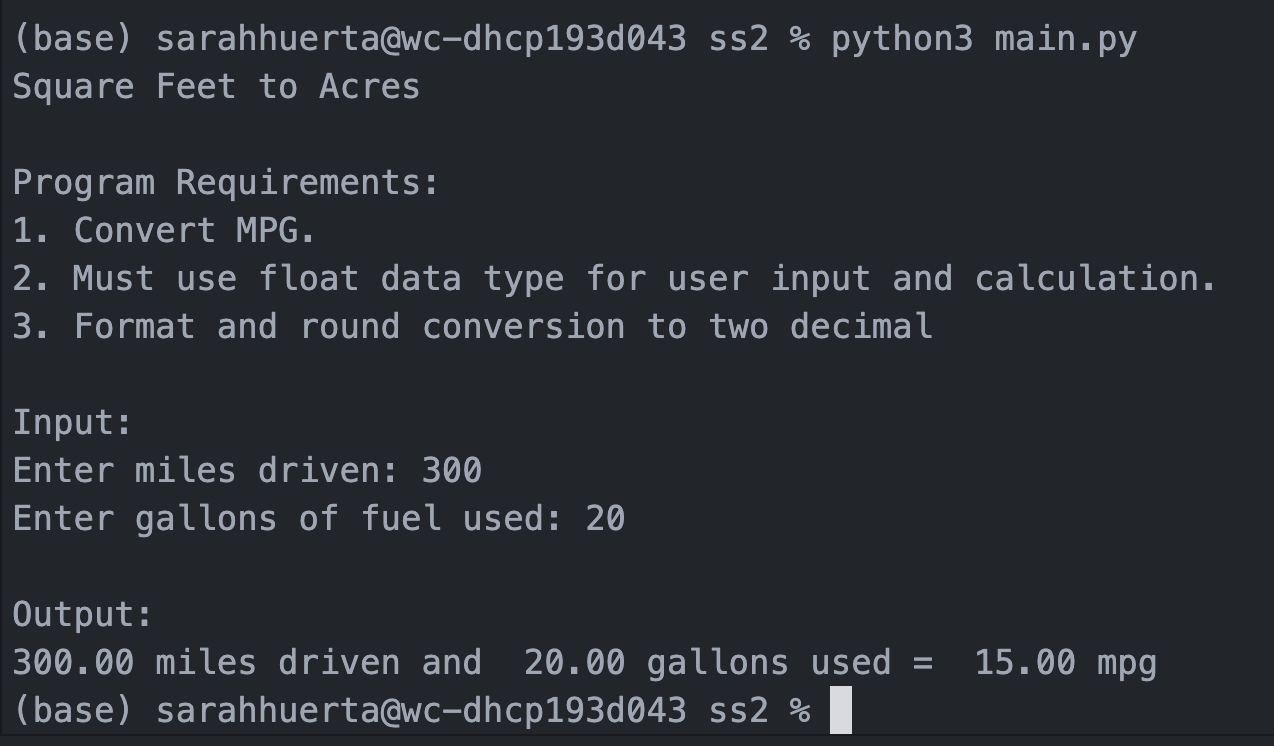 (base) sarahhuerta@wc-dhcp193d043 ss2 % python3 main.py
Square Feet to Acres
Program Requirements:
1. Convert MPG.
2. Must use float data type for user input and calculation.
3. Format and round conversion to two decimal
Input:
Enter miles driven: 300
Enter gallons of fuel used: 20
Output:
300.00 miles driven and  20.00 gallons used =  15.00 mpg
(base) sarahhuerta@wc-dhcp193d043 ss2 %